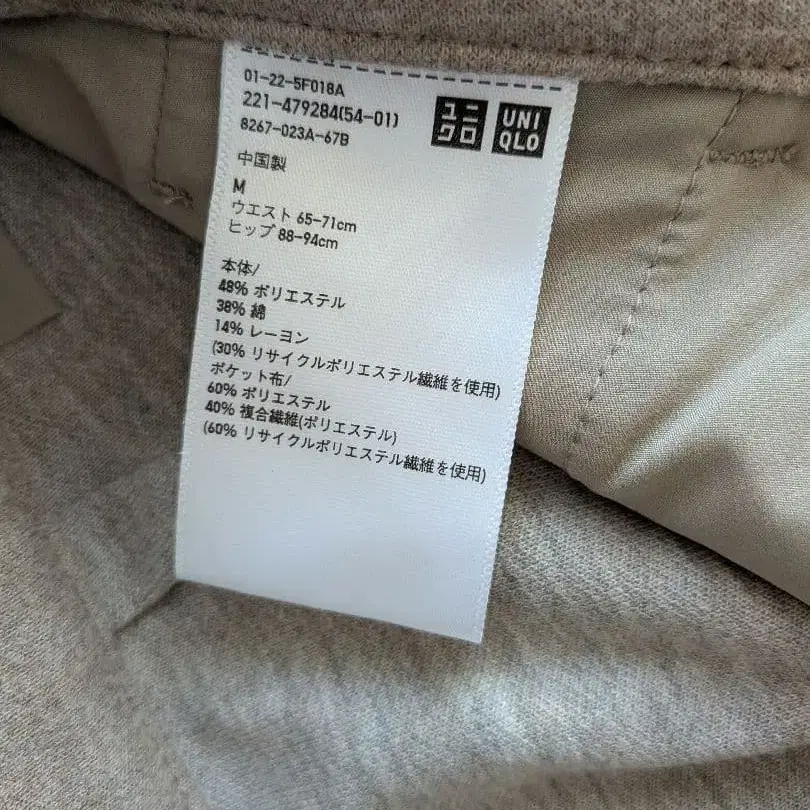 01-22-5F018A
221-479284(54-01)
8267-023A-67B
ユニクロ
UNIQLO
中国製
M
ウエスト 65-71cm
ヒップ 88-94cm
本体/
48% ポリエステル
38% 綿
14% レーヨン
(30% リサイクルポリエステル繊維を使用)
ポケット布/
60% ポリエステル
40% 複合繊維(ポリエステル)
(60% リサイクルポリエステル繊維を使用)